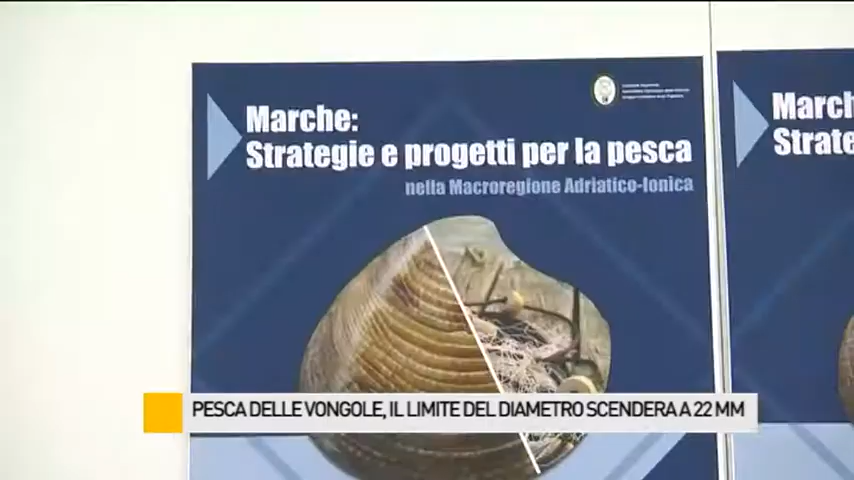 Marche:
Strategie e progetti per la pesca
nella Macroregione Adriatico-Ionica
March
Strate
PESCA DELLE VONGOLE, IL LIMITE DEL DIAMETRO SCENDERA A 22 MM